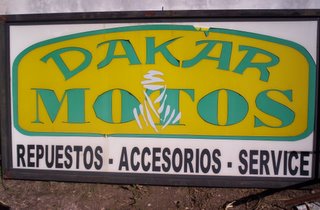 DAKAR
MOTOS
REPUESTOS - ACCESORIOS - SERVICE